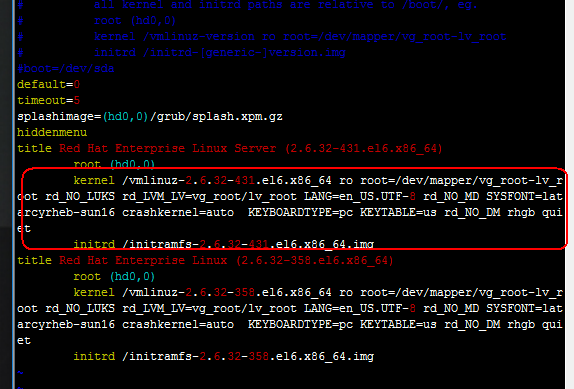 #          all kernel and initrd paths are relative to /boot/, eg.
#          root (hd0,0)
#          kernel /vmlinuz-version ro root=/dev/mapper/vg_root-lv_root
#          initrd /initrd-[generic-]version.img
#boot=/dev/sda
default=0
timeout=5
splashimage=(hd0,0)/grub/splash.xpm.gz
hiddenmenu
title Red Hat Enterprise Linux Server (2.6.32-431.el6.x86_64)
        root (hd0,0)
        kernel /vmlinuz-2.6.32-431.el6.x86_64 ro root=/dev/mapper/vg_root-lv_r
oot rd_NO_LUKS rd_LVM_LV=vg_root/lv_root LANG=en_US.UTF-8 rd_NO_MD SYSFONT=lat
arcyrheb-sun16 crashkernel=auto  KEYBOARDTYPE=pc KEYTABLE=us rd_NO_DM rhgb qui
et
        initrd /initramfs-2.6.32-431.el6.x86_64.img
title Red Hat Enterprise Linux (2.6.32-358.el6.x86_64)
        root (hd0,0)
        kernel /vmlinuz-2.6.32-358.el6.x86_64 ro root=/dev/mapper/vg_root-lv_r
oot rd_NO_LUKS rd_LVM_LV=vg_root/lv_root LANG=en_US.UTF-8 rd_NO_MD SYSFONT=lat
arcyrheb-sun16 crashkernel=auto  KEYBOARDTYPE=pc KEYTABLE=us rd_NO_DM rhgb qui
et
        initrd /initramfs-2.6.32-358.el6.x86_64.img
~
~